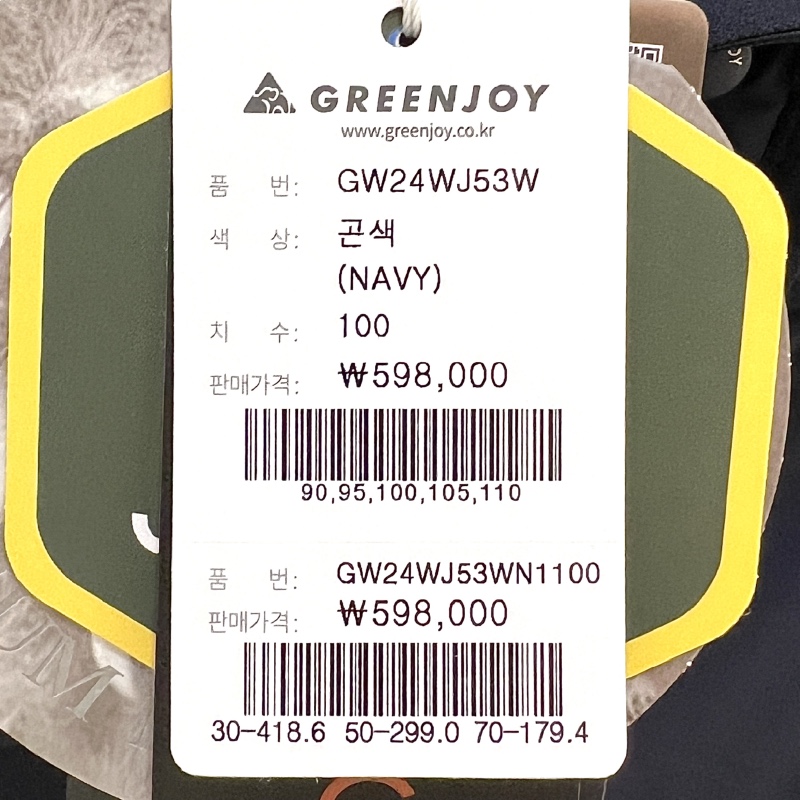 GREENJOY
www.greenjoy.co.kr
품 번: GW24WJ53W
색 상: 곤색
(NAVY)
치 수: 100
판매가격: ₩598,000
90,95,100,105,110
품 번: GW24WJ53WN1100
판매가격: ₩598,000
30-418.6 50-299.0 70-179.4